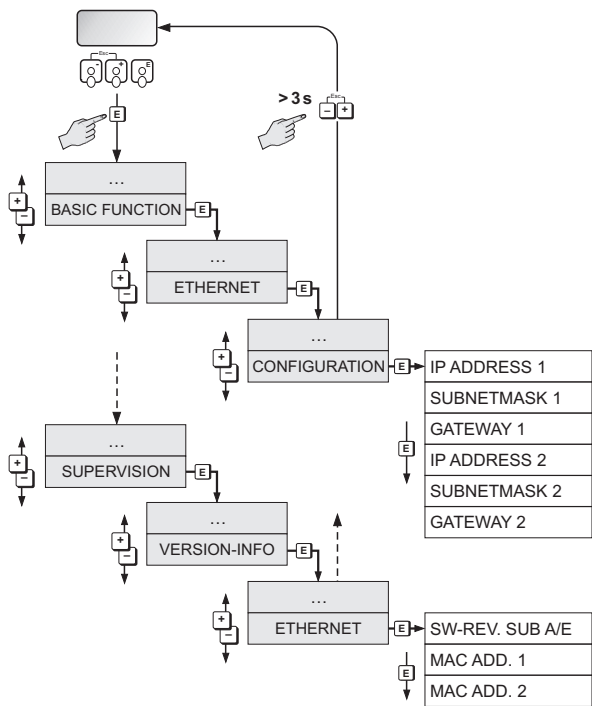 Esc
- + E
E
> 3 s
Esc
- +
…
BASIC FUNCTION
E
+
-
…
ETHERNET
E
+
-
…
CONFIGURATION
E
+
-
IP ADDRESS 1
SUBNETMASK 1
GATEWAY 1
IP ADDRESS 2
SUBNETMASK 2
GATEWAY 2
E
…
SUPERVISION
E
+
-
…
VERSION-INFO
E
+
-
…
ETHERNET
E
+
-
SW-REV. SUB A/E
MAC ADD. 1
MAC ADD. 2
E